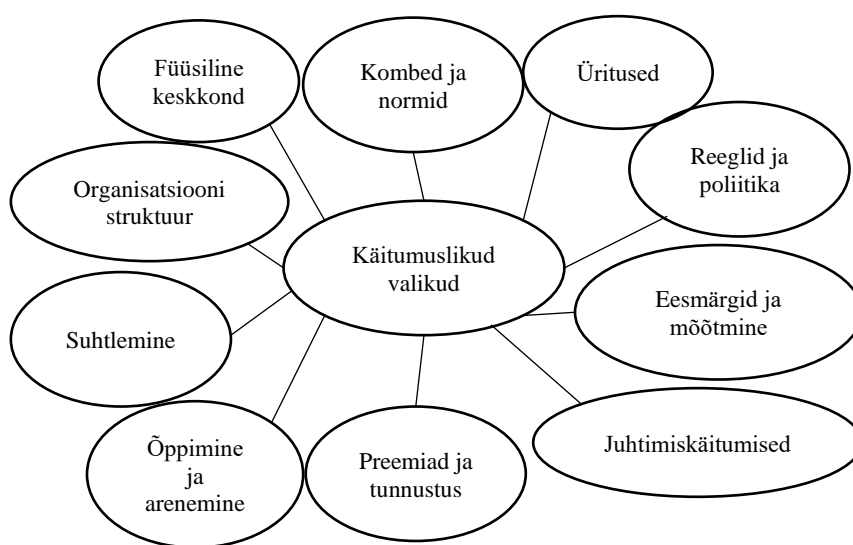 Füüsiline
keskkond
Kombed ja
normid
Üritused
Reeglid ja
poliitika
Organisatsiooni
struktuur
Käitumuslikud
valikud
Eesmärgid ja
mõõtmine
Suhtlemine
Juhtimiskäitumised
Õppimine
ja
arenemine
Preemiad ja
tunnustus